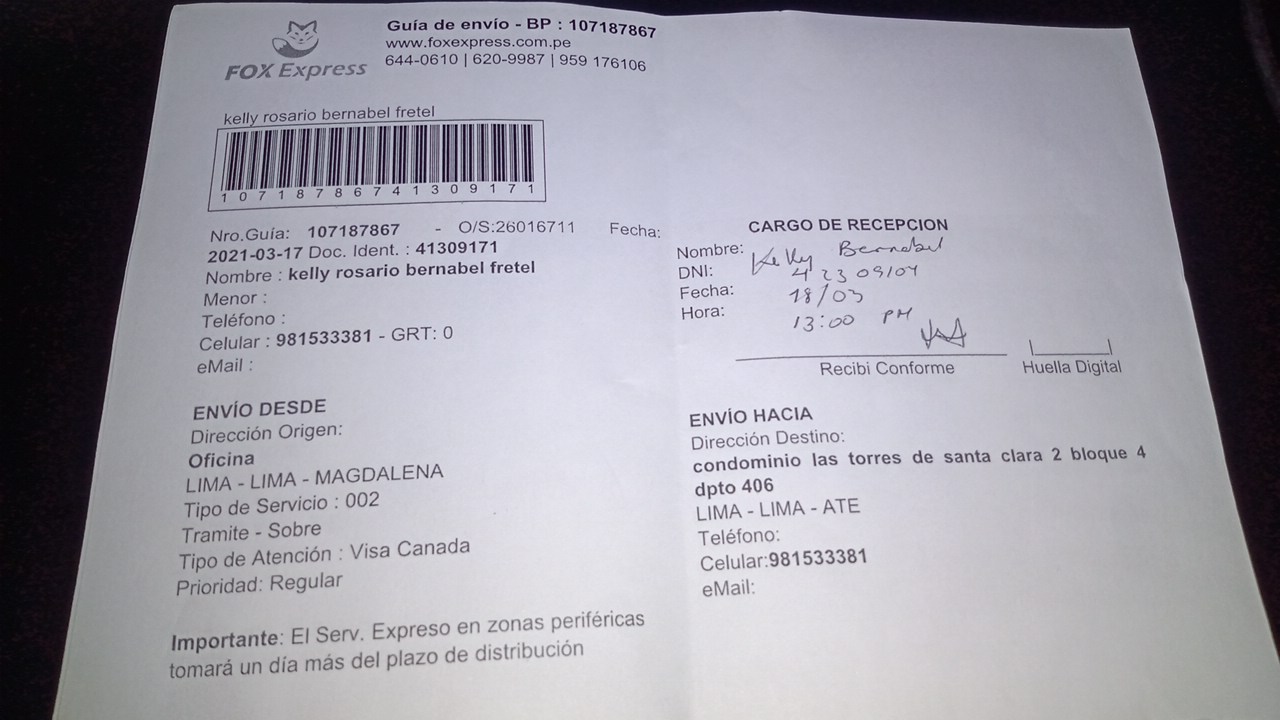 FOX Express
Guía de envío - BP : 107187867
www.foxexpress.com.pe
644-0610 | 620-9987 | 959 176106
kelly rosario bernabel fretel
10718786741309171
Nro.Guía: 107187867 - O/S:26016711 Fecha:
2021-03-17 Doc. Ident. : 41309171
Nombre : kelly rosario bernabel fretel
Menor :
Teléfono :
Celular : 981533381 - GRT: 0
eMail :
CARGO DE RECEPCION
Nombre: Kelly Bernabel
DNI:
Fecha: 18/03
Hora: 13:00 PM
Recibi Conforme
Huella Digital
ENVÍO DESDE
Dirección Origen:
Oficina
LIMA - LIMA - MAGDALENA
Tipo de Servicio : 002
Tramite - Sobre
Tipo de Atención : Visa Canada
Prioridad: Regular
ENVÍO HACIA
Dirección Destino:
condominio las torres de santa clara 2 bloque 4
dpto 406
LIMA - LIMA - ATE
Teléfono:
Celular:981533381
eMail:
Importante: El Serv. Expreso en zonas periféricas
tomará un día más del plazo de distribución